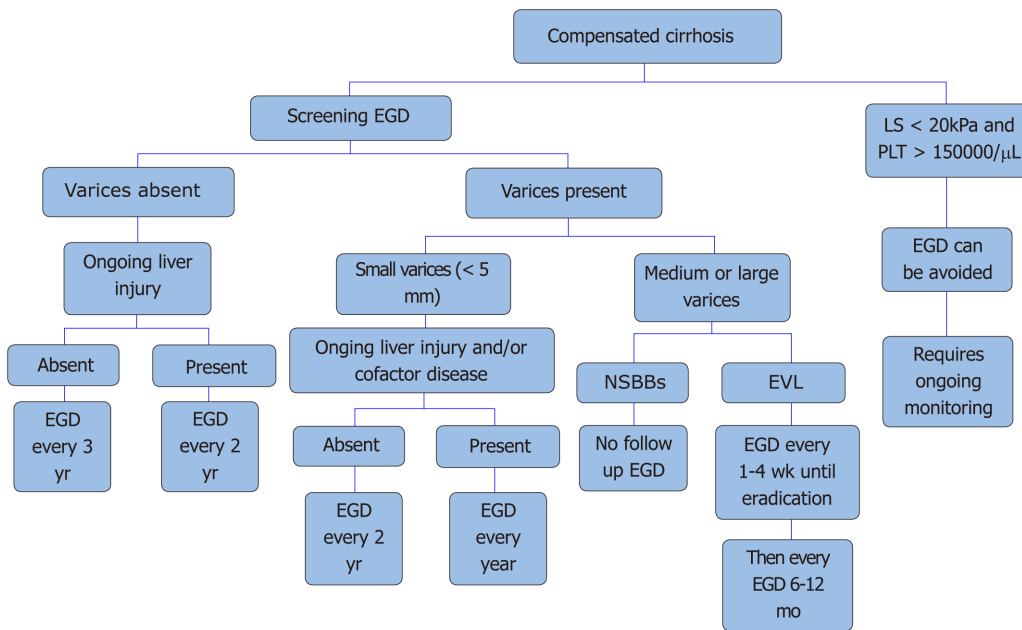 Compensated cirrhosis
Screening EGD
LS < 20kPa and
PLT > 150000/μL
Varices absent
Varices present
Ongoing liver
injury
Small varices (< 5
mm)
Medium or large
varices
EGD can
be avoided
Absent
Present
Onging liver injury and/or
cofactor disease
NSBBs
EVL
Requires
ongoing
monitoring
EGD
every 3
yr
EGD
every 2
yr
Absent
Present
No follow
up EGD
EGD every
1-4 wk until
eradication
EGD
every 2
yr
EGD
every
year
Then every
EGD 6-12
mo